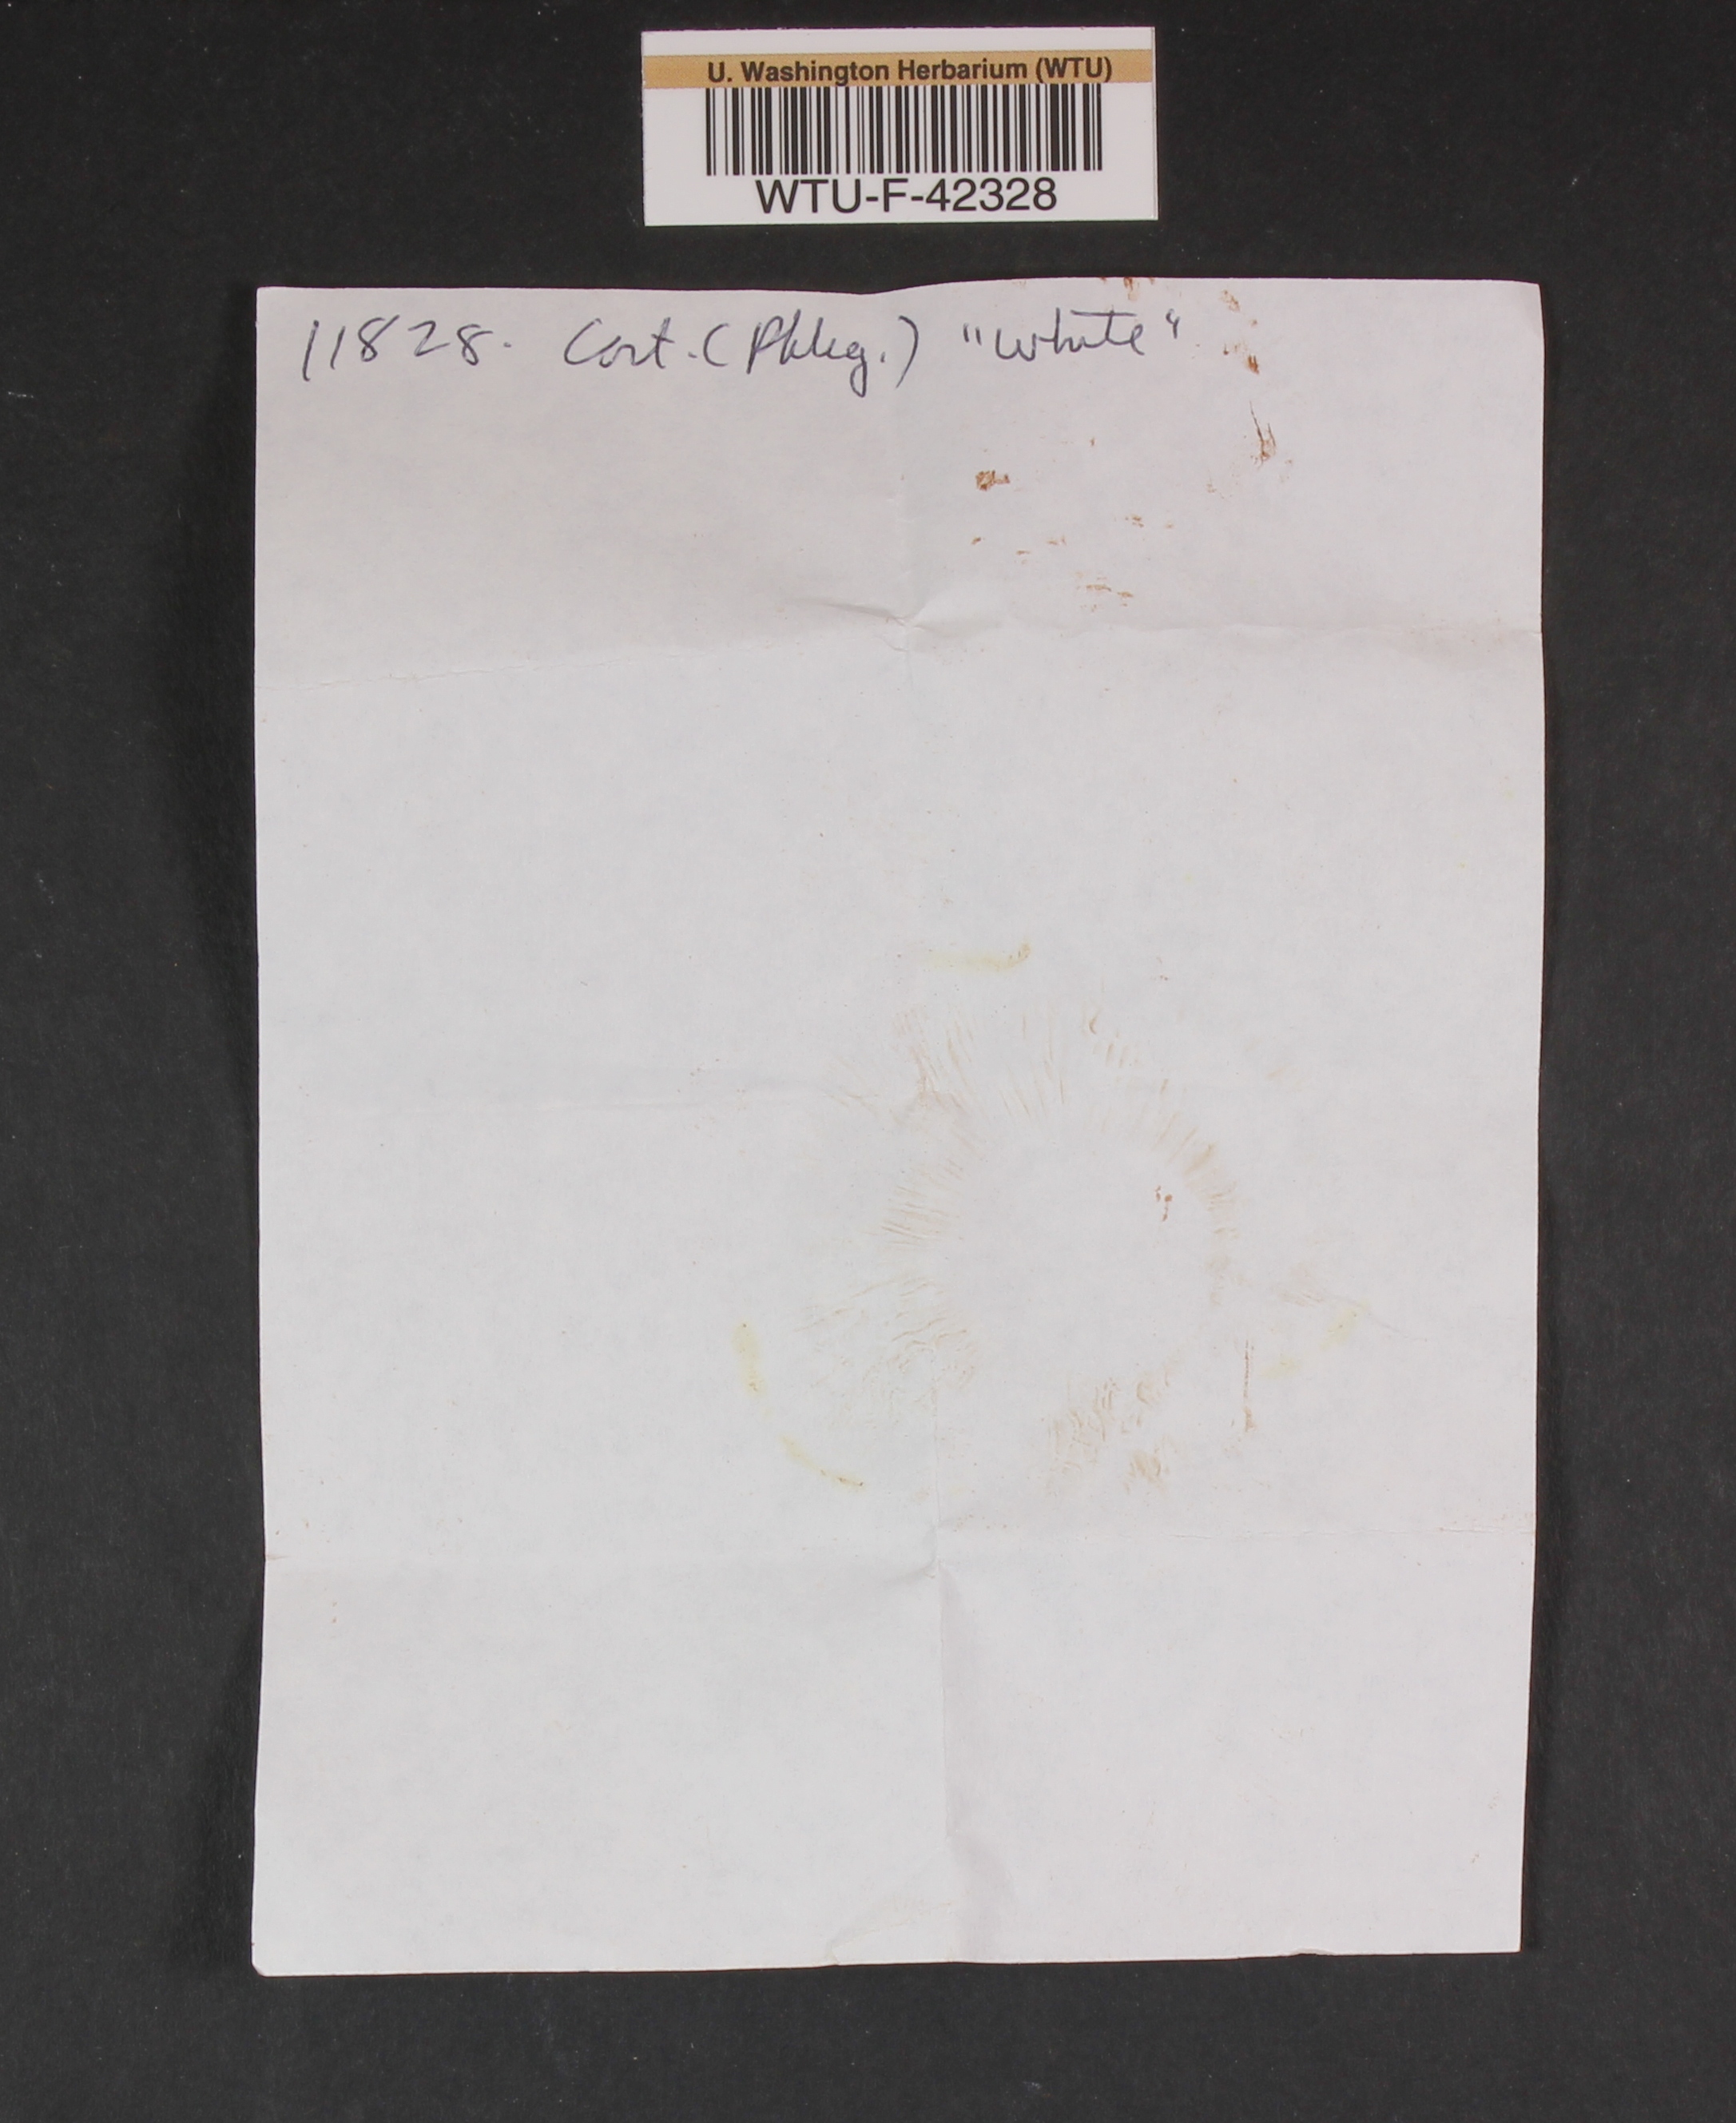 U. Washington Herbarium (WTU)
WTU-F-42328
11828. Cort. (Phleg.) "white"